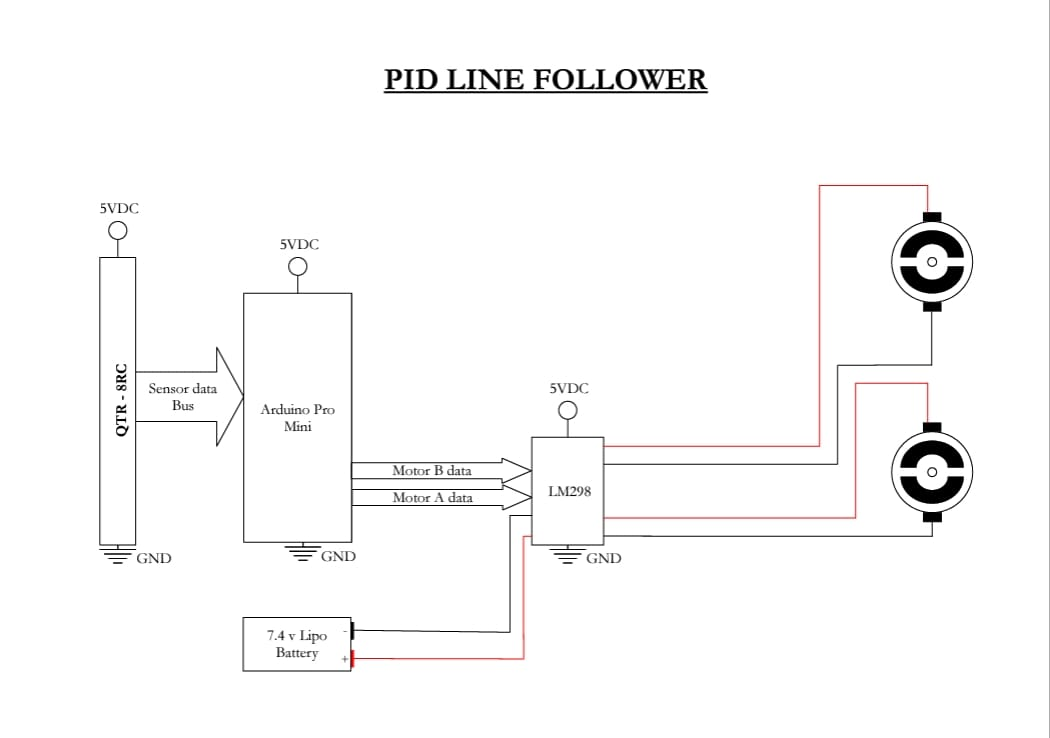 PID LINE FOLLOWER
5VDC
5VDC
QTR - 8RC
Sensor data
Bus
Arduino Pro
Mini
5VDC
Motor B data
Motor A data
LM298
GND
GND
GND
7.4 v Lipo
Battery
-
+